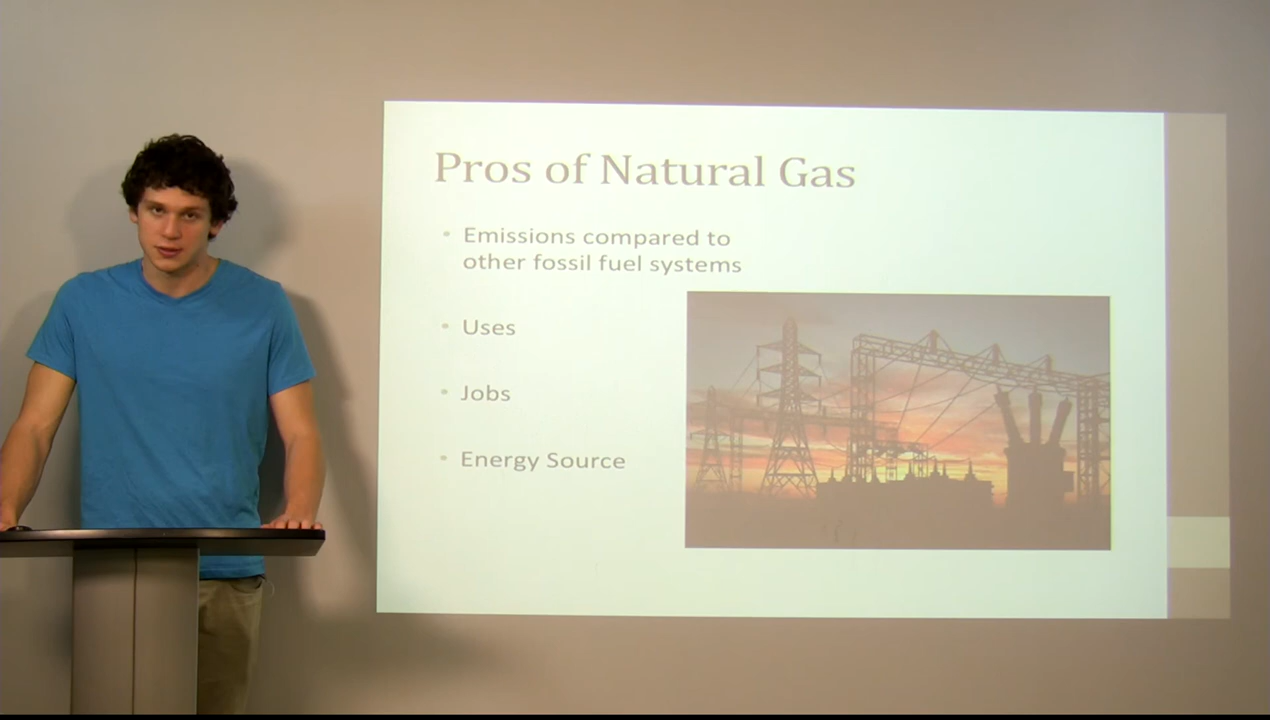 Pros of Natural Gas
• Emissions compared to
other fossil fuel systems
• Uses
• Jobs
• Energy Source